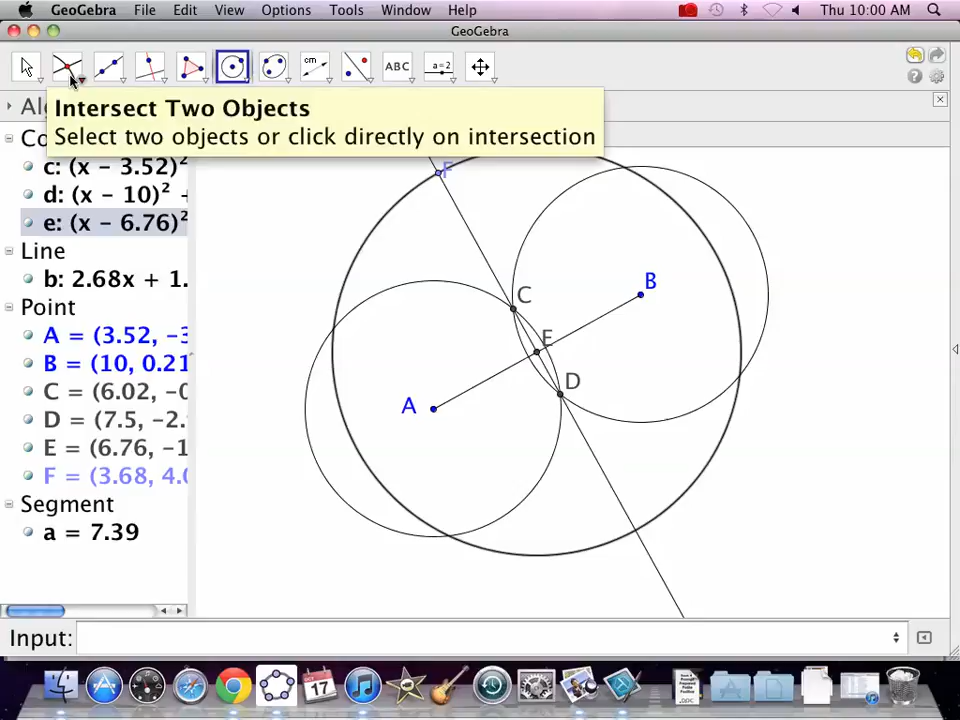 GeoGebra File Edit View Options Tools Window Help Thu 10:00 AM
GeoGebra
cm ABC a=2
Al
Intersect Two Objects
Select two objects or click directly on intersection
Co
c: (x − 3.52)²
d: (x − 10)² +
e: (x − 6.76)²
Line
b: 2.68x + 1.
Point
A = (3.52, −3
B = (10, 0.21
C = (6.02, −0
D = (7.5, −2.
E = (6.76, −1
F = (3.68, 4.0
Segment
a = 7.39
F
B
C
E
D
A
Input:
17